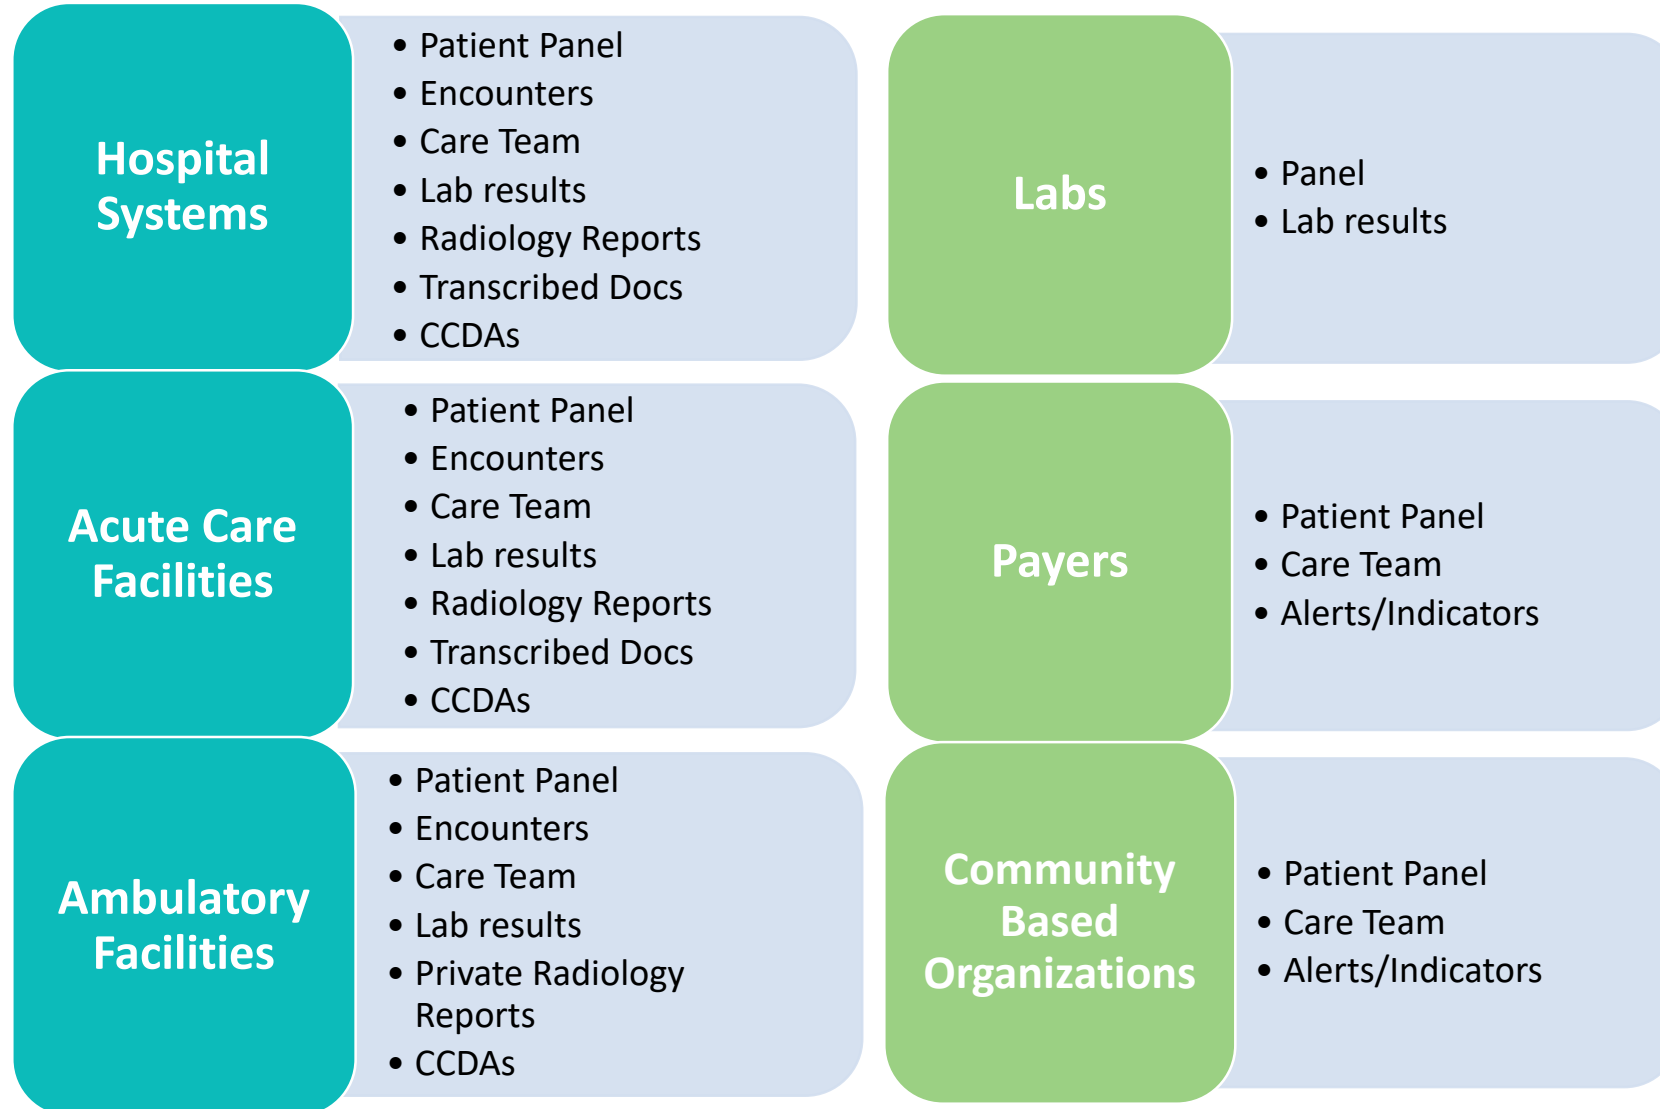 Hospital
Systems
• Patient Panel
• Encounters
• Care Team
• Lab results
• Radiology Reports
• Transcribed Docs
• CCDAs
Acute Care
Facilities
• Patient Panel
• Encounters
• Care Team
• Lab results
• Radiology Reports
• Transcribed Docs
• CCDAs
Ambulatory
Facilities
• Patient Panel
• Encounters
• Care Team
• Lab results
• Private Radiology
Reports
• CCDAs
Labs
• Panel
• Lab results
Payers
• Patient Panel
• Care Team
• Alerts/Indicators
Community
Based
Organizations
• Patient Panel
• Care Team
• Alerts/Indicators